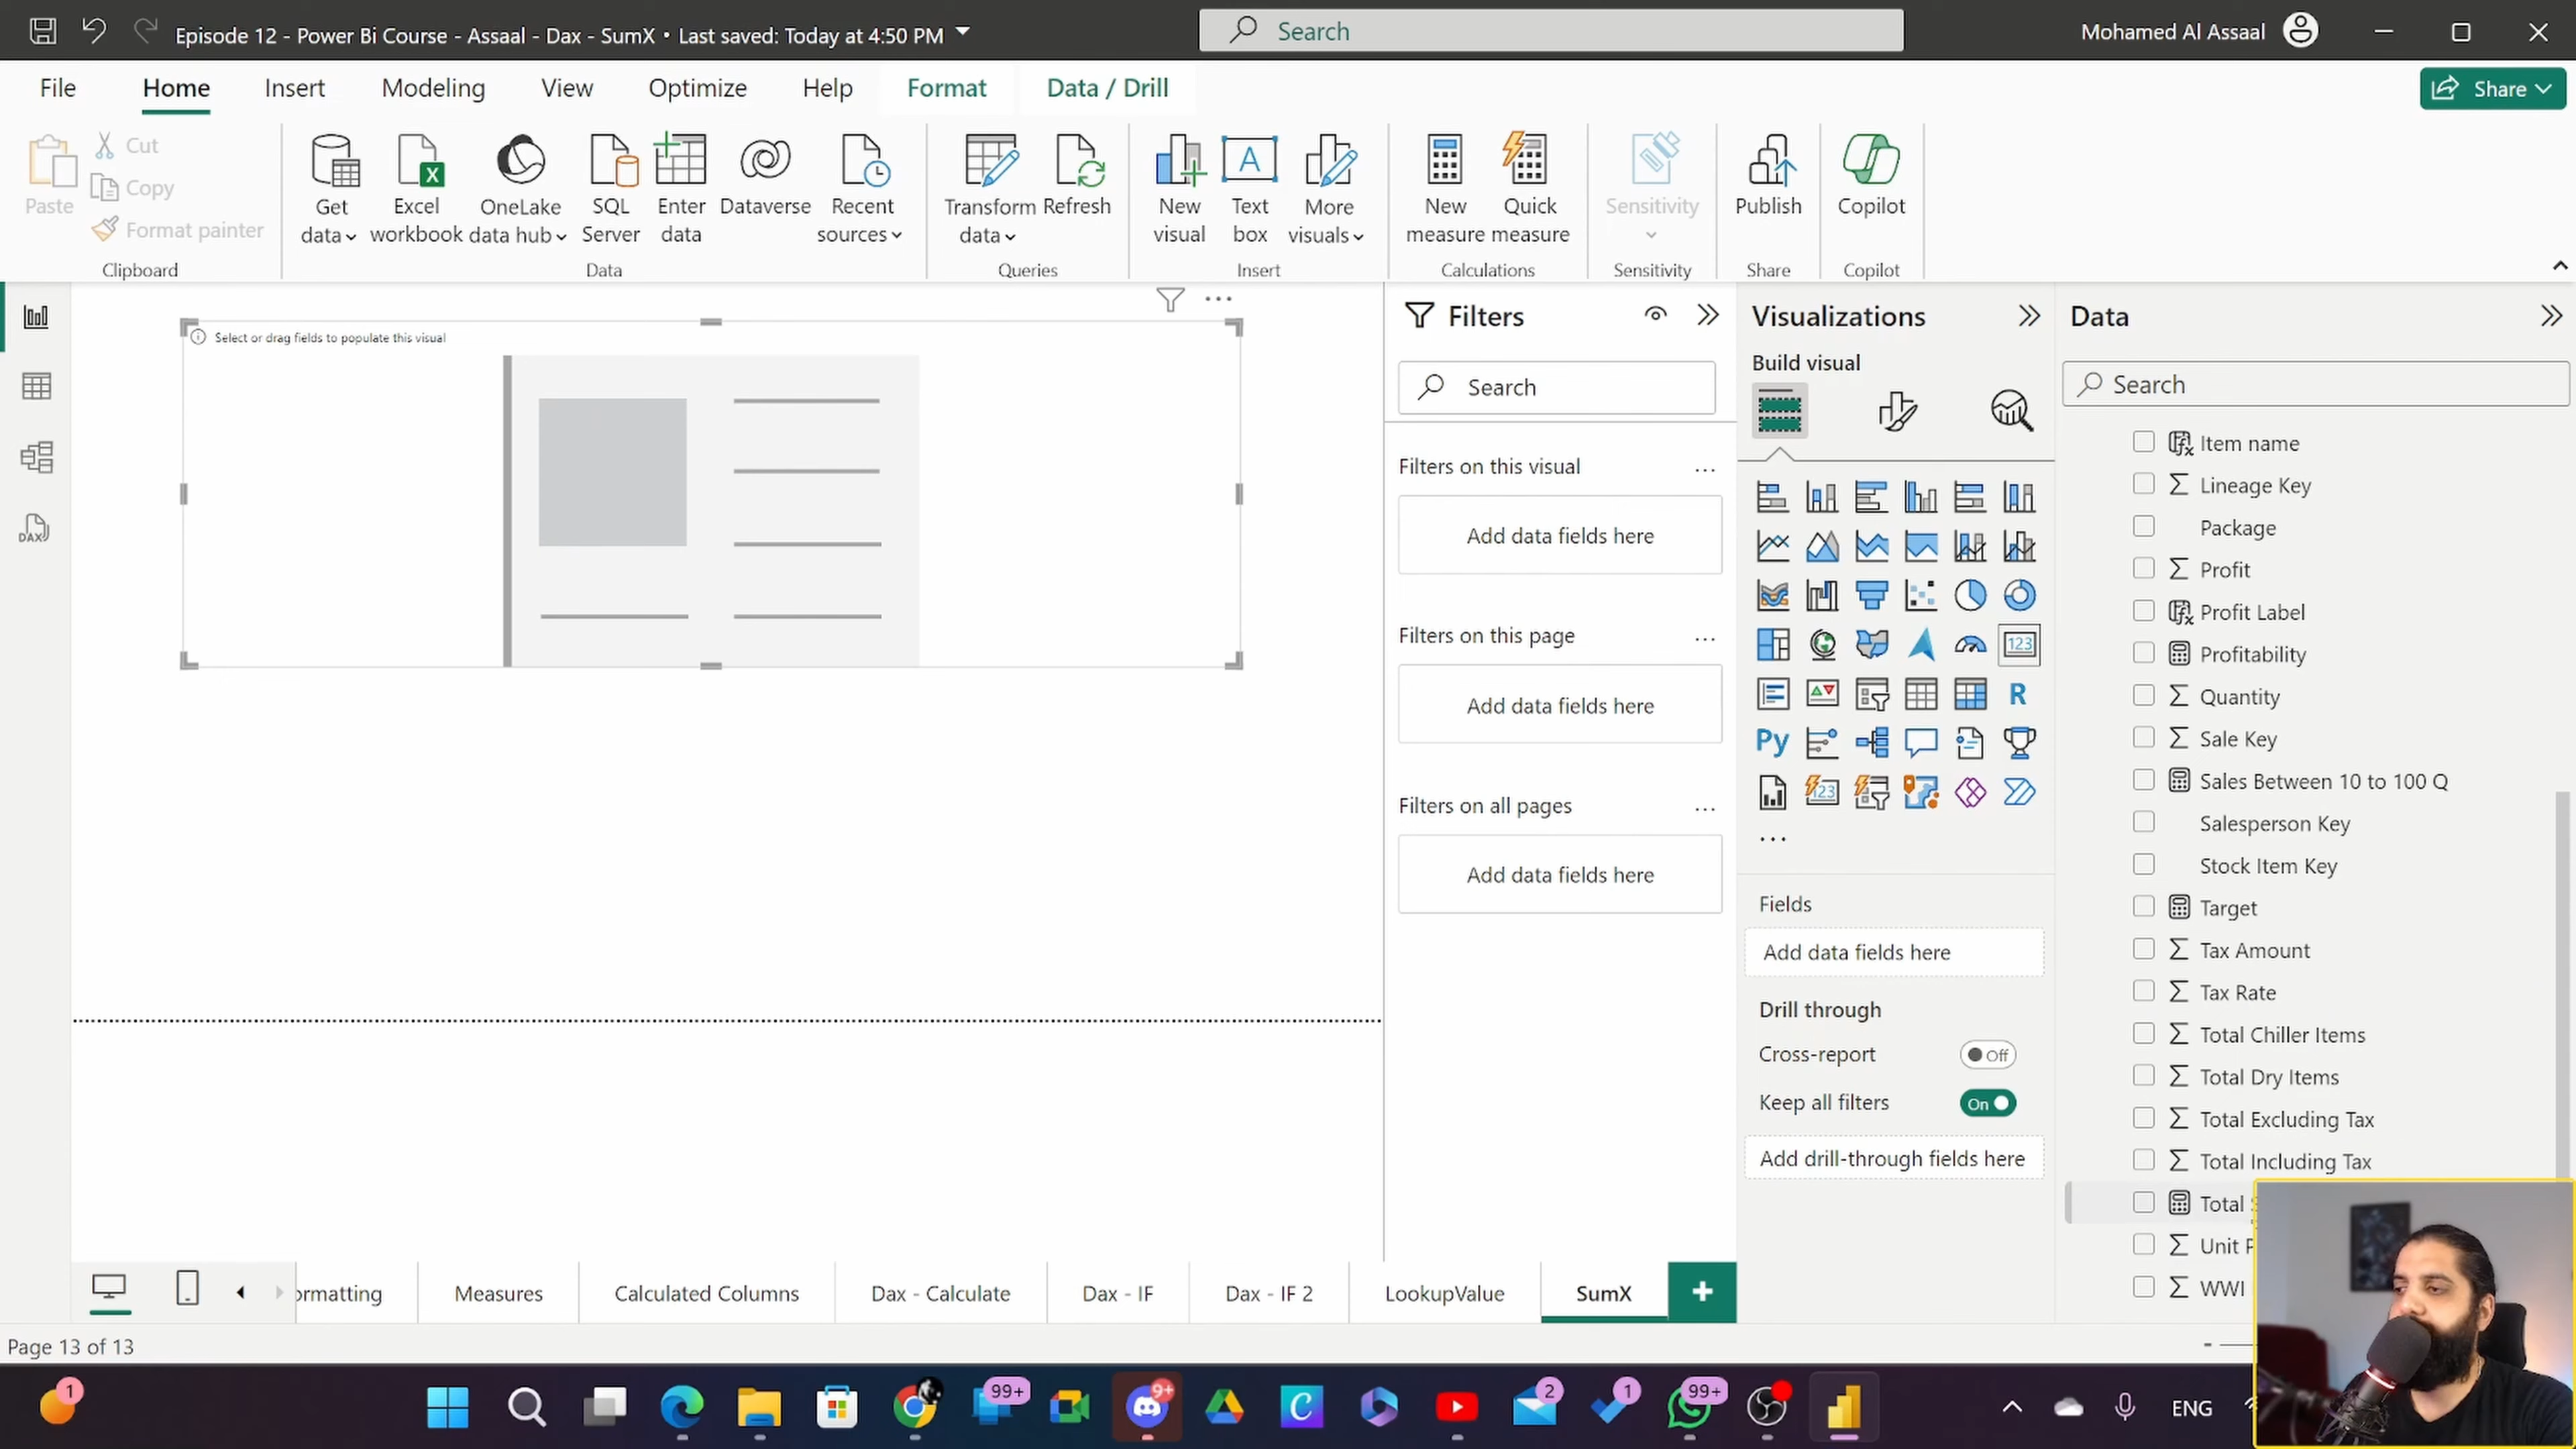 Episode 12 - Power Bi Course - Assaal - Dax - SumX • Last saved: Today at 4:50 PM
Search
Mohamed Al Assaal
File
Home
Insert
Modeling
View
Optimize
Help
Format
Data / Drill
Share
Paste
Cut
Copy
Format painter
Clipboard
Get data
Excel workbook
OneLake data hub
SQL Server
Enter data
Dataverse
Recent sources
Data
Transform data
Refresh
Queries
New visual
Text box
More visuals
Insert
New measure
Quick measure
Calculations
Sensitivity
Sensitivity
Publish
Share
Copilot
Copilot
DAX
Select or drag fields to populate this visual
Filters
Search
Filters on this visual
Add data fields here
Filters on this page
Add data fields here
Filters on all pages
Add data fields here
Visualizations
Build visual
123
R
Py
123
Fields
Add data fields here
Drill through
Cross-report
Off
Keep all filters
On
Add drill-through fields here
Data
Search
Item name
Lineage Key
Package
Profit
Profit Label
Profitability
Quantity
Sale Key
Sales Between 10 to 100 Q
Salesperson Key
Stock Item Key
Target
Tax Amount
Tax Rate
Total Chiller Items
Total Dry Items
Total Excluding Tax
Total Including Tax
Total
Unit
WWI
ormatting
Measures
Calculated Columns
Dax - Calculate
Dax - IF
Dax - IF 2
LookupValue
SumX
Page 13 of 13
1
99+
9+
2
1
99+
ENG